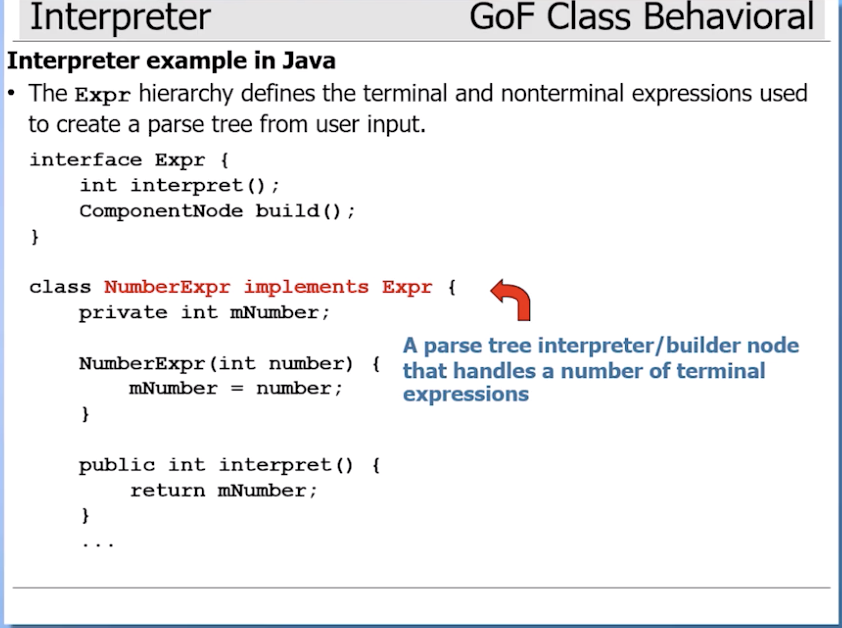 Interpreter GoF Class Behavioral
Interpreter example in Java
• The Expr hierarchy defines the terminal and nonterminal expressions used
to create a parse tree from user input.
interface Expr {
    int interpret();
    ComponentNode build();
}
class NumberExpr implements Expr {
    private int mNumber;
    NumberExpr(int number) {
        mNumber = number;
    }
A parse tree interpreter/builder node
that handles a number of terminal
expressions
    public int interpret() {
        return mNumber;
    }
    ...